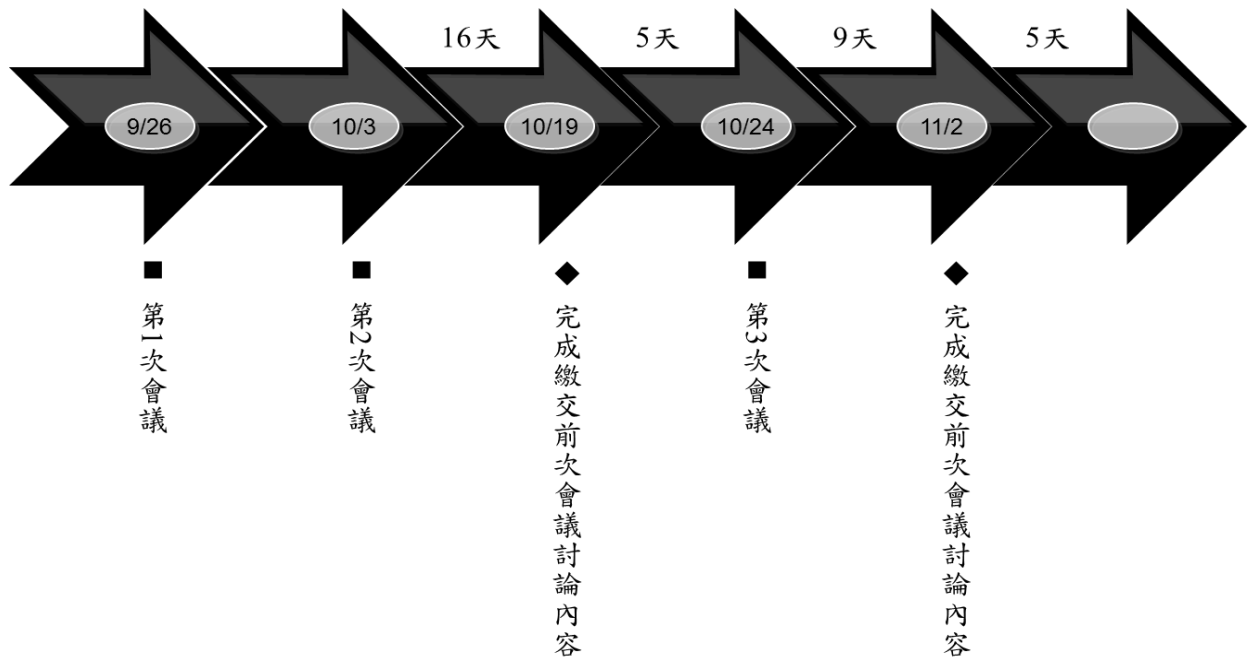 16天
5天
9天
5天
9/26
10/3
10/19
10/24
11/2
第1次會議
第2次會議
完成繳交前次會議討論內容
第3次會議
完成繳交前次會議討論內容